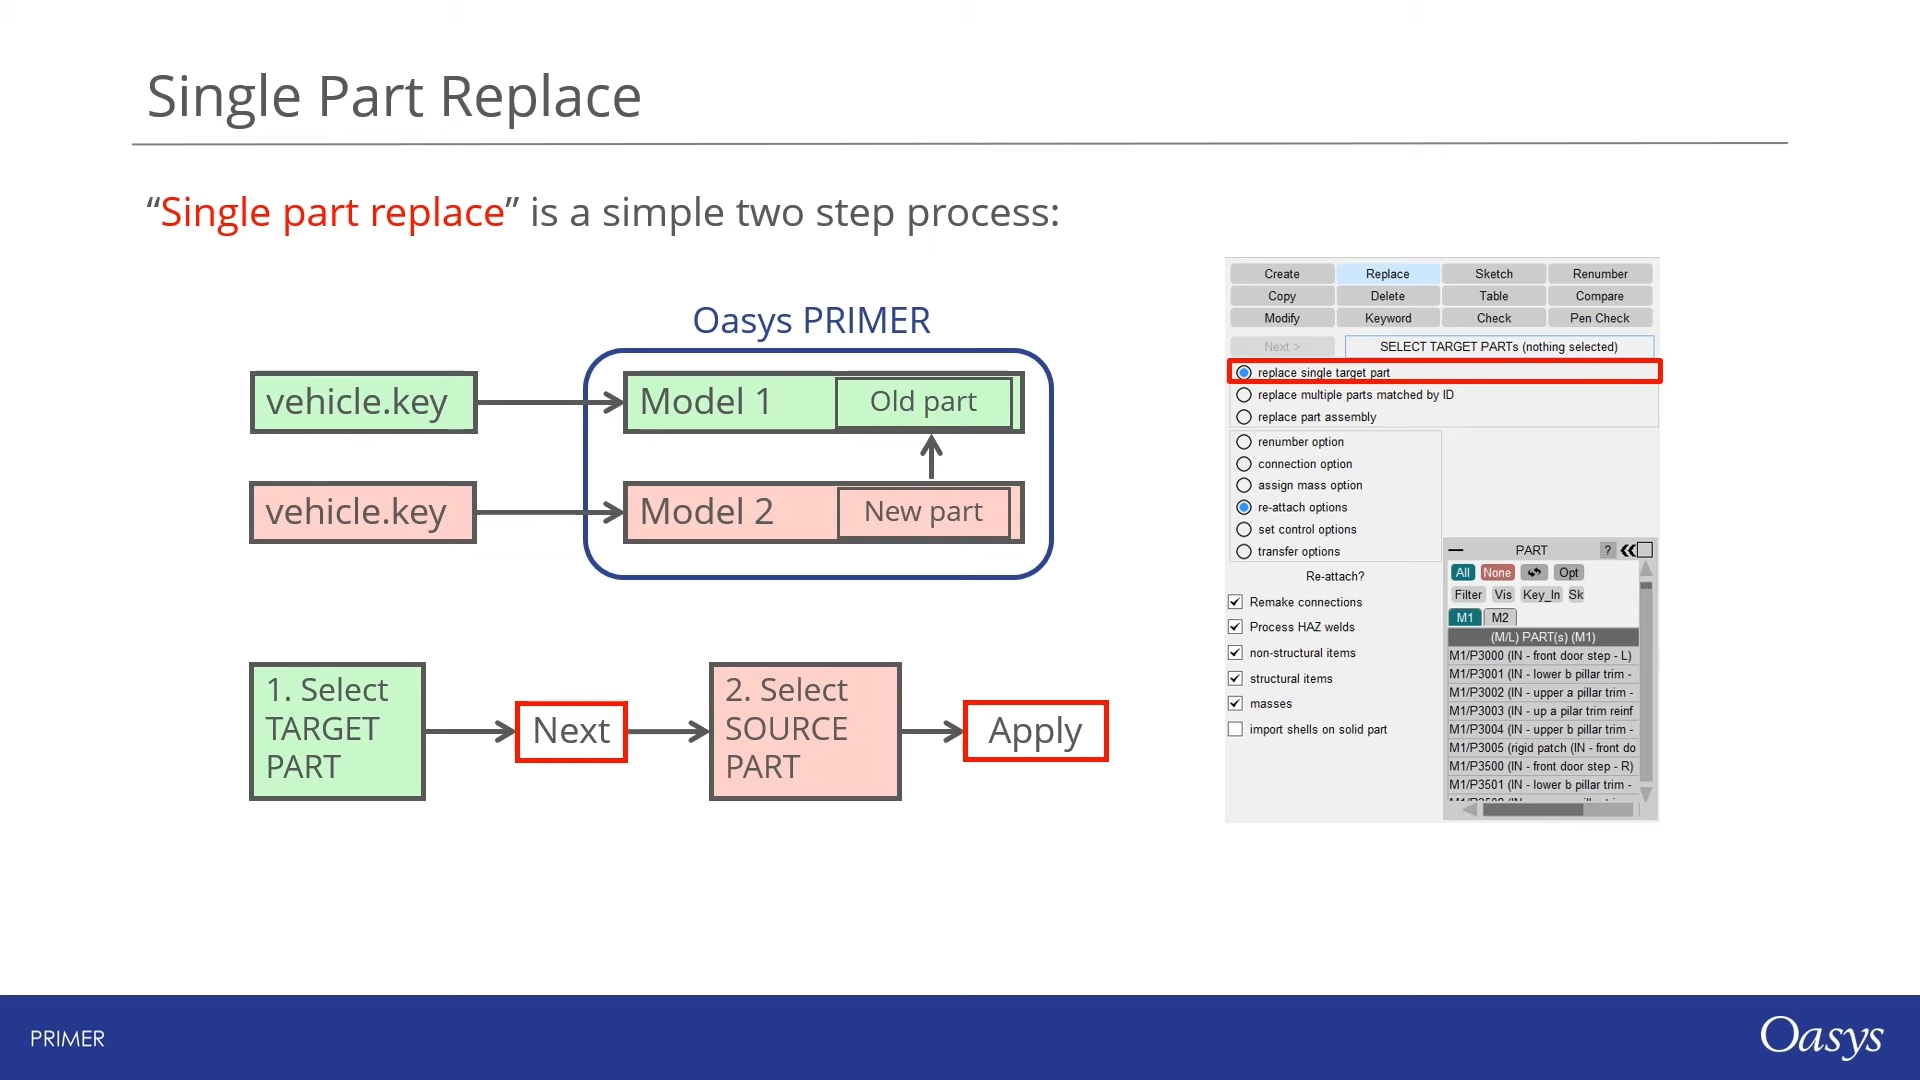 Single Part Replace
“Single part replace” is a simple two step process:
Oasys PRIMER
vehicle.key
Model 1
Old part
vehicle.key
Model 2
New part
1. Select
TARGET
PART
Next
2. Select
SOURCE
PART
Apply
Create Replace Sketch Renumber
Copy Delete Table Compare
Modify Keyword Check Pen Check
Next > SELECT TARGET PARTs (nothing selected)
replace single target part
replace multiple parts matched by ID
replace part assembly
renumber option
connection option
assign mass option
re-attach options
set control options
transfer options
Re-attach?
Remake connections
Process HAZ welds
non-structural items
structural items
masses
import shells on solid part
PART ?
All None Opt
Filter Vis Key_In Sk
M1 M2
(M/L) PART(s) (M1)
M1/P3000 (IN - front door step - L)
M1/P3001 (IN - lower b pillar trim -
M1/P3002 (IN - upper a pillar trim -
M1/P3003 (IN - up a pilar trim reinf
M1/P3004 (IN - upper b pillar trim -
M1/P3005 (rigid patch (IN - front do
M1/P3500 (IN - front door step - R)
M1/P3501 (IN - lower b pillar trim -
PRIMER
Oasys